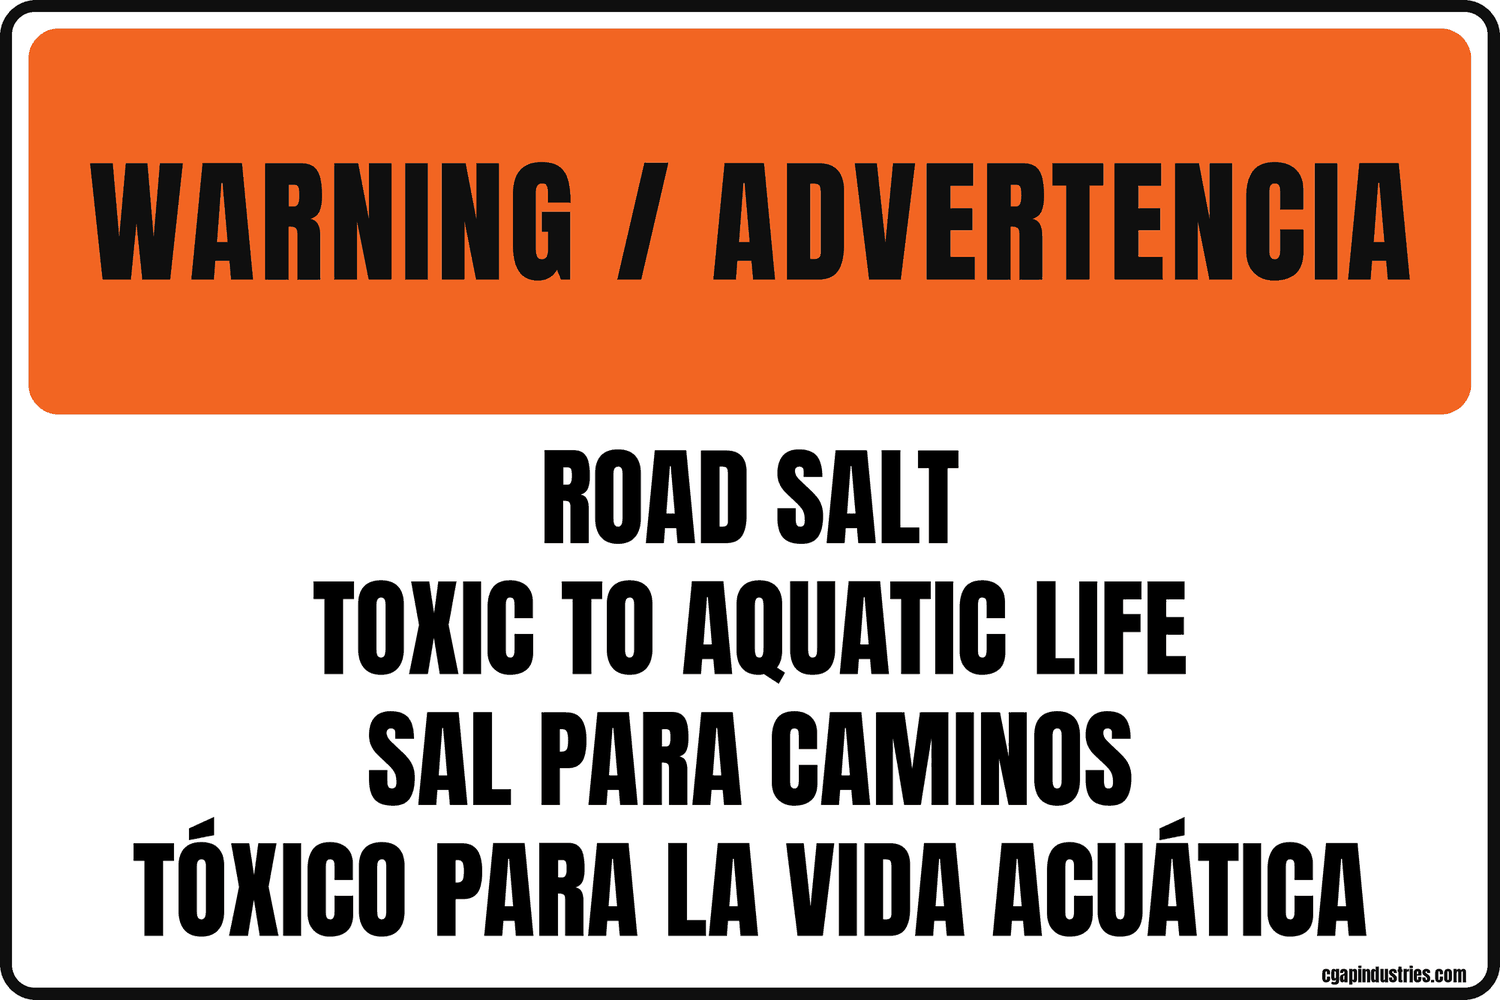 WARNING / ADVERTENCIA
ROAD SALT
TOXIC TO AQUATIC LIFE
SAL PARA CAMINOS
TÓXICO PARA LA VIDA ACUÁTICA
cgapindustries.com